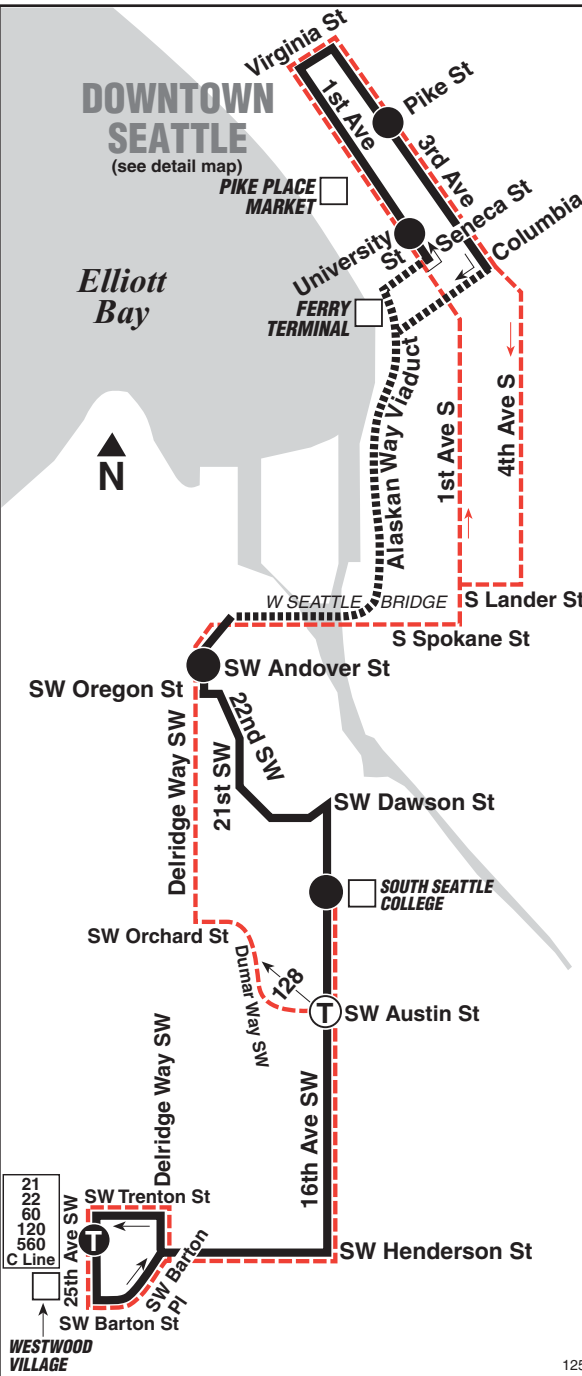 Virginia St
DOWNTOWN
SEATTLE
(see detail map)
1st Ave
Pike St
3rd Ave
PIKE PLACE
MARKET
Seneca St
University
St
Columbia
Elliott
Bay
FERRY
TERMINAL
Alaskan Way Viaduct
1st Ave S
4th Ave S
N
W SEATTLE BRIDGE
S Lander St
S Spokane St
SW Andover St
SW Oregon St
22nd SW
21st SW
Delridge Way SW
SW Dawson St
SOUTH SEATTLE
COLLEGE
SW Orchard St
Dumar Way SW
128
T
SW Austin St
Delridge Way SW
16th Ave SW
21
22
60
120
560
C Line
25th Ave SW
SW Trenton St
T
SW Barton
Pl
SW Henderson St
SW Barton St
WESTWOOD
VILLAGE
125